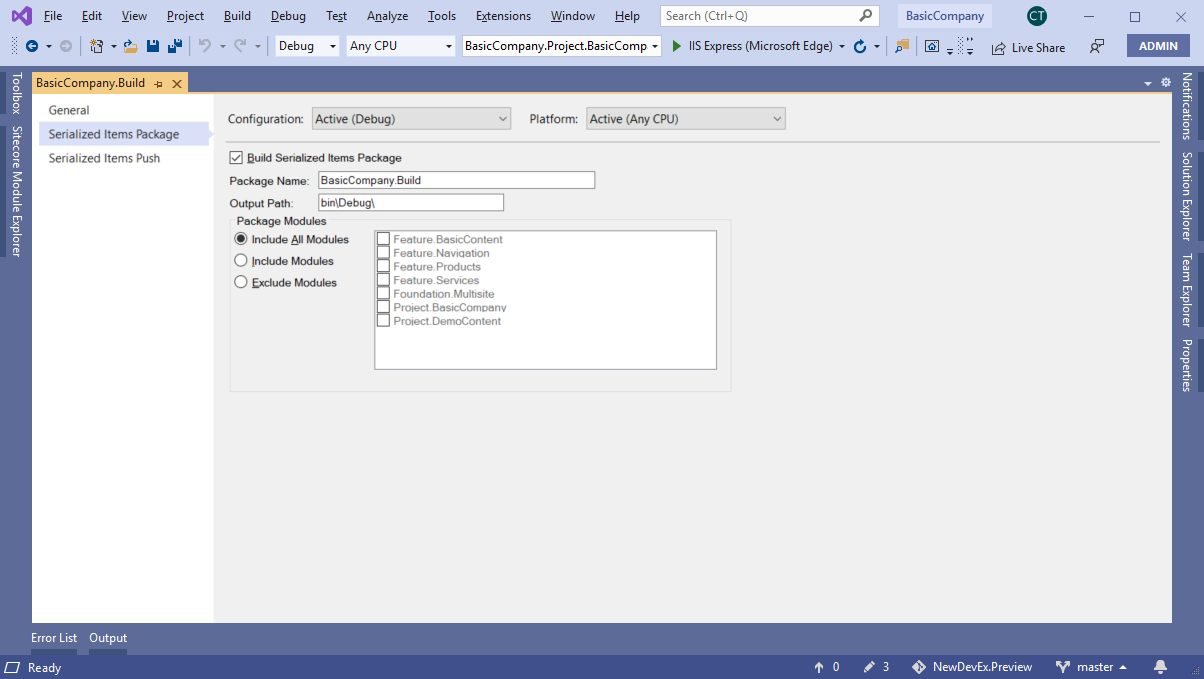 File Edit View Project Build Debug Test Analyze Tools Extensions Window Help Search (Ctrl+Q) BasicCompany CT
Debug Any CPU BasicCompany.Project.BasicComp IIS Express (Microsoft Edge) Live Share ADMIN
Toolbox
Sitecore Module Explorer
BasicCompany.Build
General
Serialized Items Package
Serialized Items Push
Configuration: Active (Debug) Platform: Active (Any CPU)
Build Serialized Items Package
Package Name: BasicCompany.Build
Output Path: bin\Debug\
Package Modules
Include All Modules
Include Modules
Exclude Modules
Feature.BasicContent
Feature.Navigation
Feature.Products
Feature.Services
Foundation.Multisite
Project.BasicCompany
Project.DemoContent
Notifications
Solution Explorer
Team Explorer
Properties
Error List Output
Ready 0 3 NewDevEx.Preview master